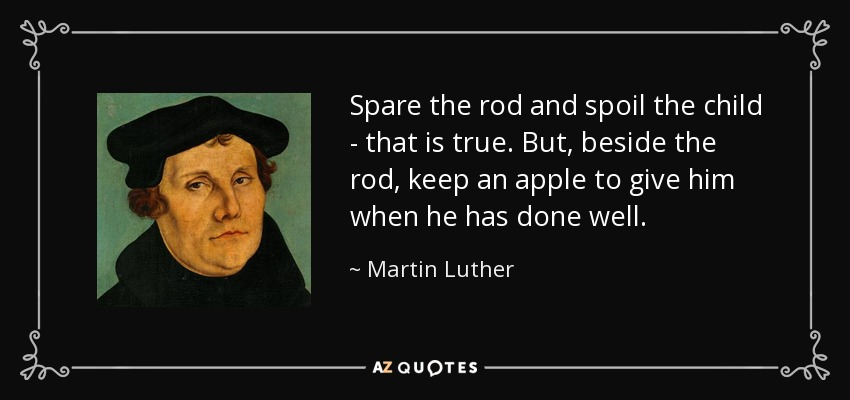 Spare the rod and spoil the child
- that is true. But, beside the
rod, keep an apple to give him
when he has done well.
~ Martin Luther
AZ QUOTES